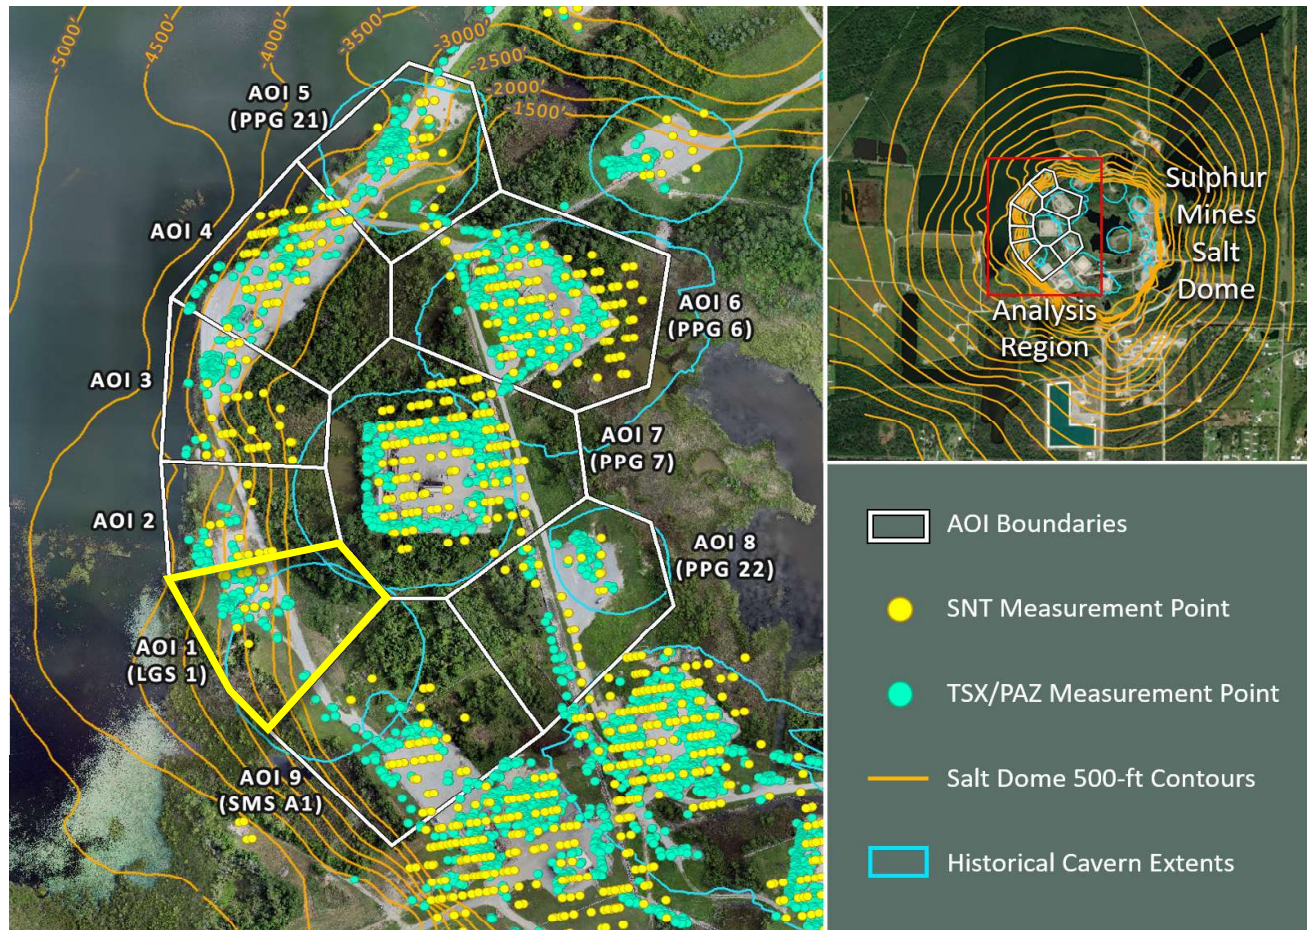 -5000'
-4500'
-4000'
-3500'
-3000'
-2500'
-2000'
-1500'
AOI 5
(PPG 21)
AOI 4
AOI 3
AOI 2
AOI 1
(LGS 1)
AOI 9
(SMS A1)
AOI 6
(PPG 6)
AOI 7
(PPG 7)
AOI 8
(PPG 22)
Sulphur
Mines
Salt
Dome
Analysis
Region
AOI Boundaries
SNT Measurement Point
TSX/PAZ Measurement Point
Salt Dome 500-ft Contours
Historical Cavern Extents